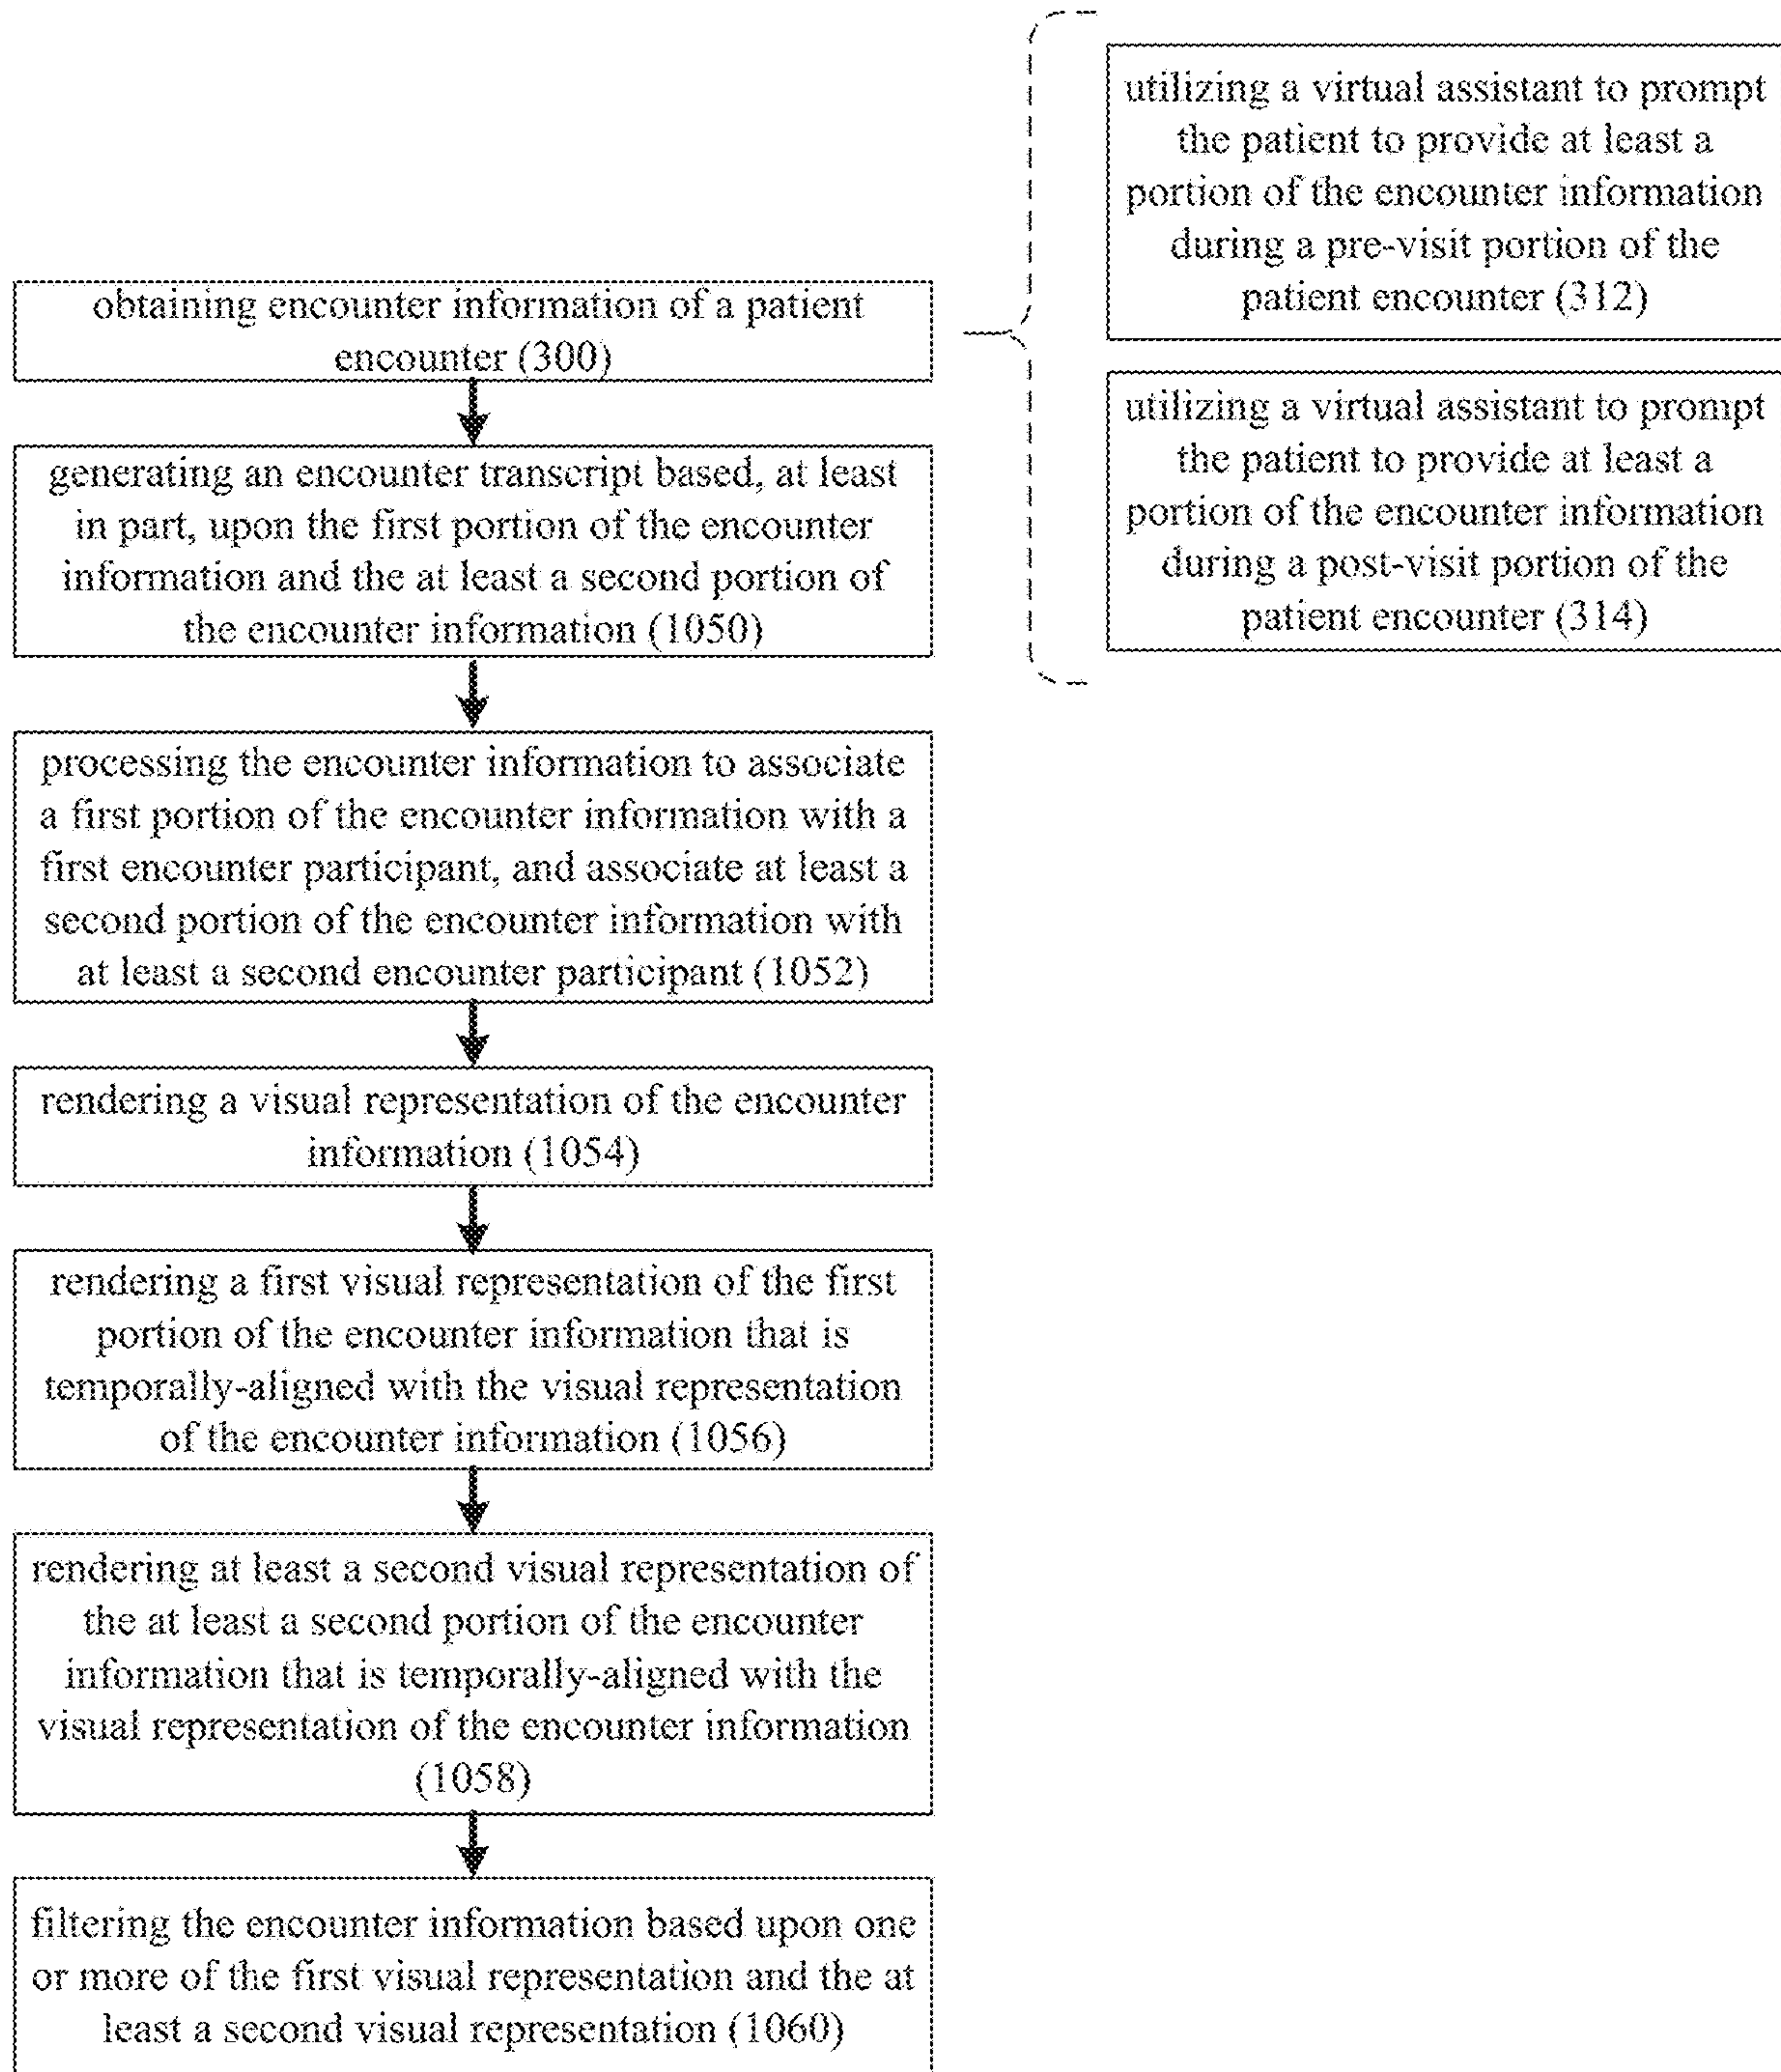 obtaining encounter information of a patient
encounter (300)
utilizing a virtual assistant to prompt
the patient to provide at least a
portion of the encounter information
during a pre-visit portion of the
patient encounter (312)
utilizing a virtual assistant to prompt
the patient to provide at least a
portion of the encounter information
during a post-visit portion of the
patient encounter (314)
generating an encounter transcript based, at least
in part, upon the first portion of the encounter
information and the at least a second portion of
the encounter information (1050)
processing the encounter information to associate
a first portion of the encounter information with a
first encounter participant, and associate at least a
second portion of the encounter information with
at least a second encounter participant (1052)
rendering a visual representation of the encounter
information (1054)
rendering a first visual representation of the first
portion of the encounter information that is
temporally-aligned with the visual representation
of the encounter information (1056)
rendering at least a second visual representation of
the at least a second portion of the encounter
information that is temporally-aligned with the
visual representation of the encounter information
(1058)
filtering the encounter information based upon one
or more of the first visual representation and the at
least a second visual representation (1060)